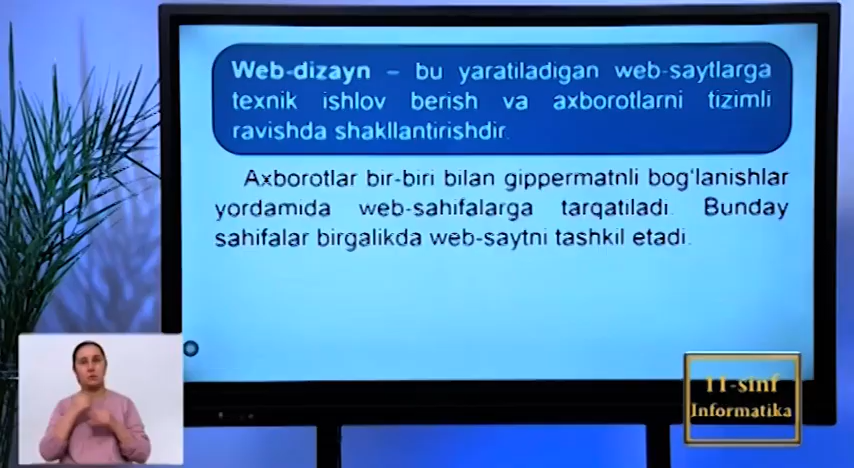 Web-dizayn – bu yaratiladigan web-saytlarga
texnik ishlov berish va axborotlarni tizimli
ravishda shakllantirishdir.
Axborotlar bir-biri bilan gippermatnli bog‘lanishlar
yordamida web-sahifalarga tarqatiladi. Bunday
sahifalar birgalikda web-saytni tashkil etadi.
11-sinf
Informatika